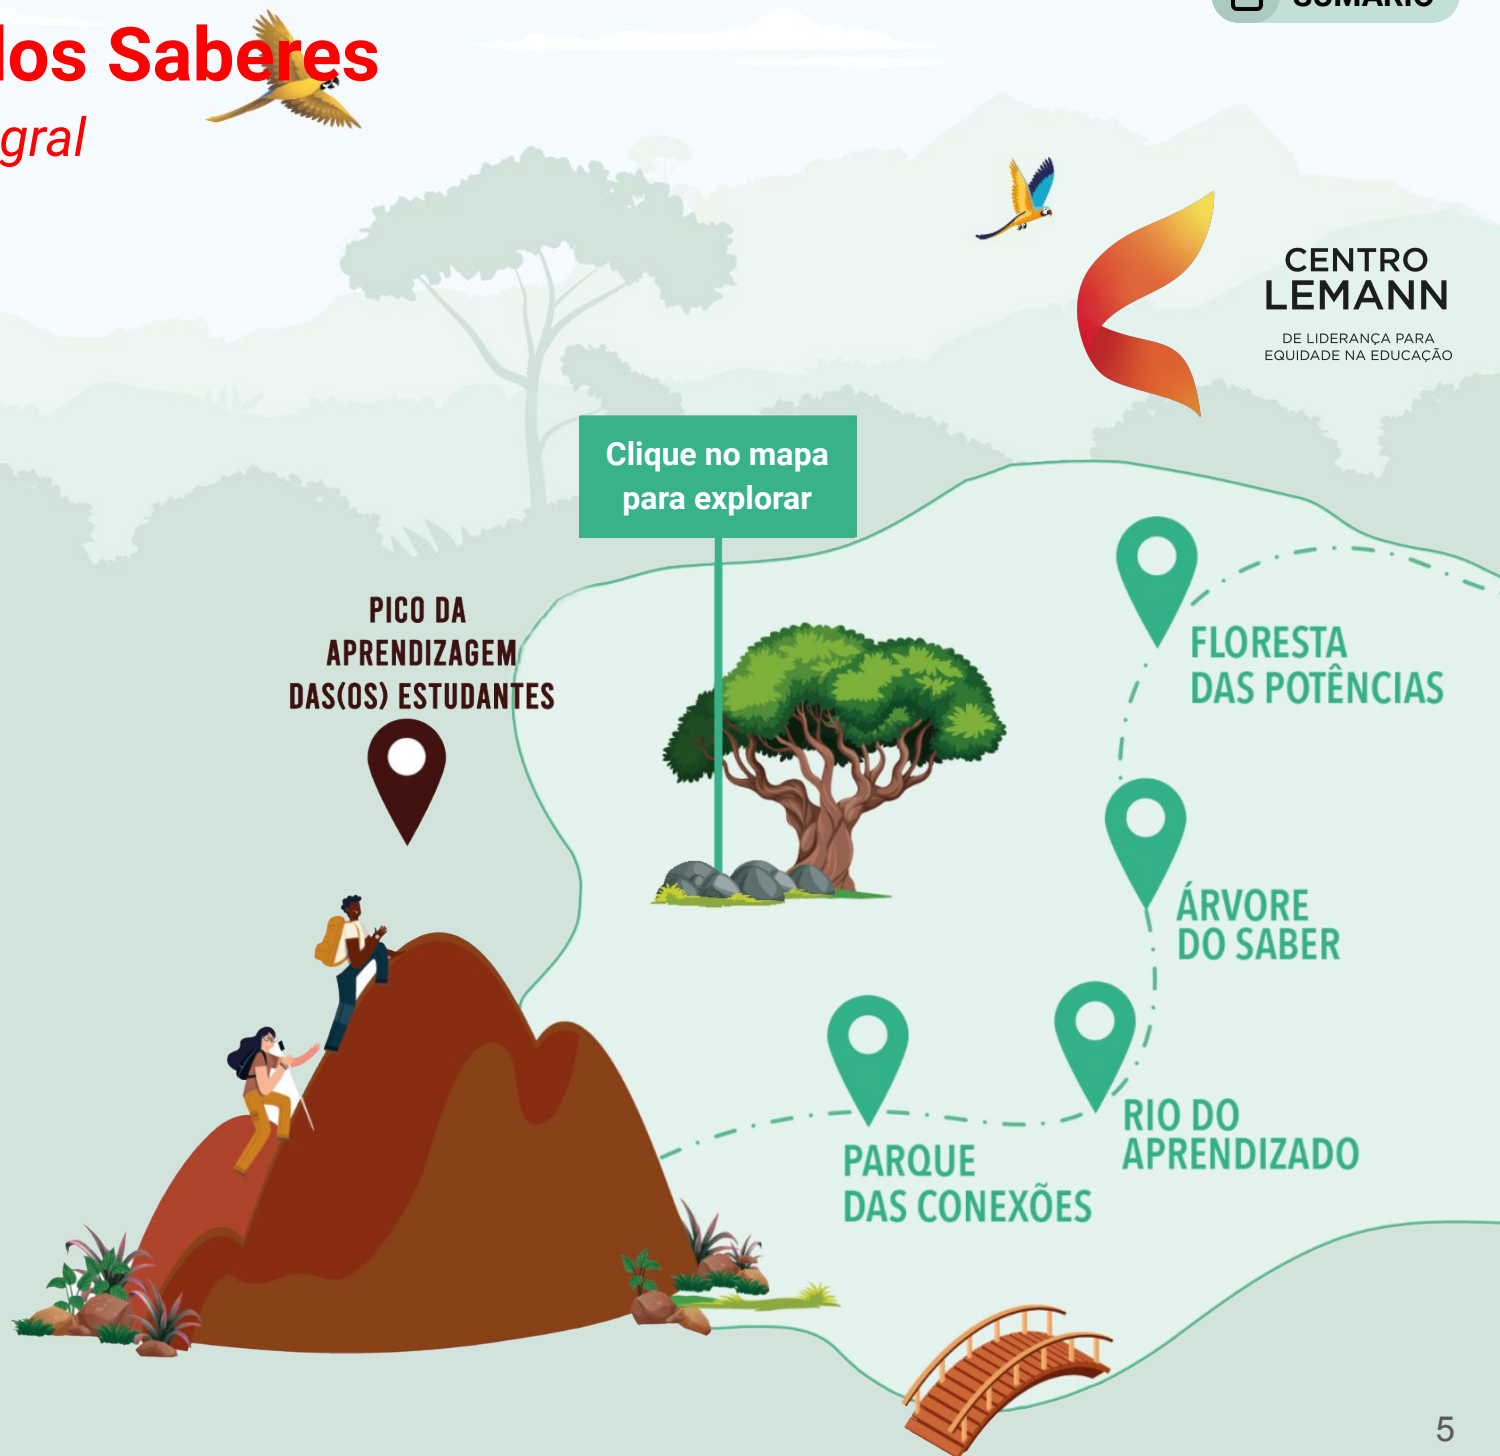 SUMÁRIO
los Saberes
gral
CENTRO
LEMANN
DE LIDERANÇA PARA
EQUIDADE NA EDUCAÇÃO
Clique no mapa
para explorar
PICO DA
APRENDIZAGEM
DAS(OS) ESTUDANTES
FLORESTA
DAS POTÊNCIAS
ÁRVORE
DO SABER
RIO DO
APRENDIZADO
PARQUE
DAS CONEXÕES
5